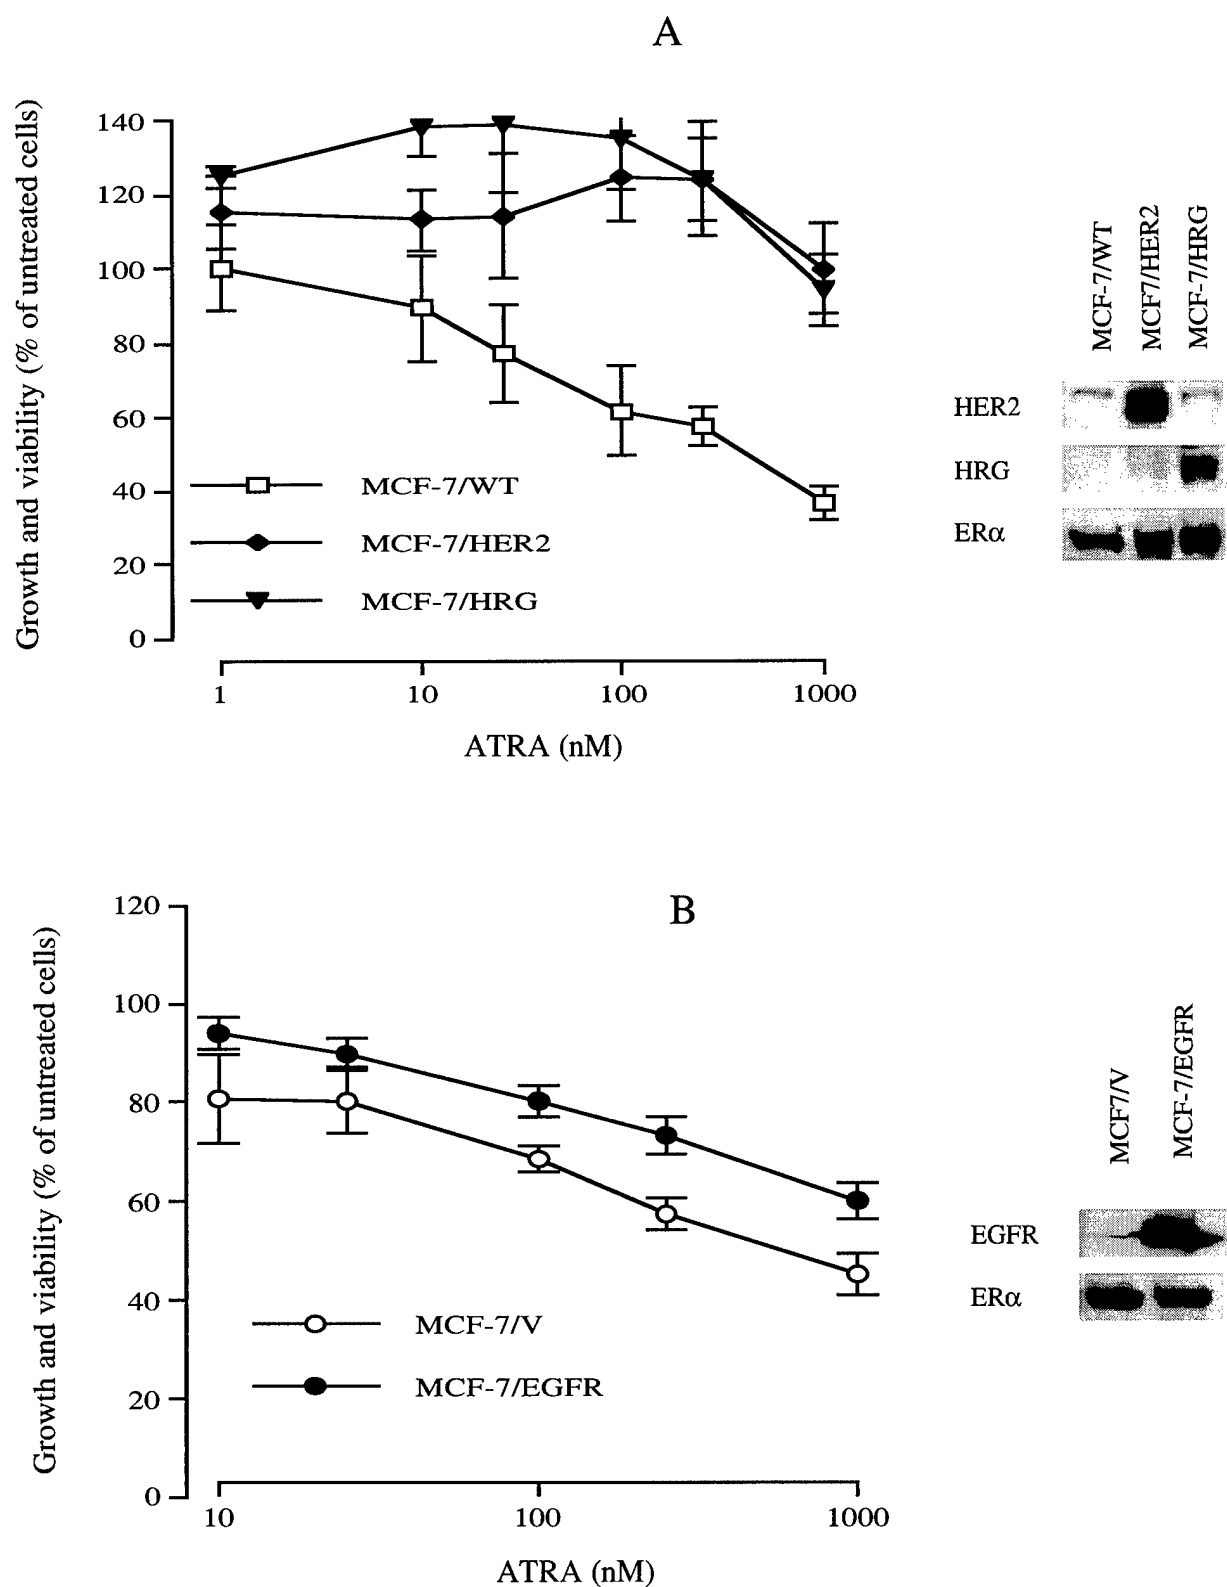 A
Growth and viability (% of untreated cells)
140
120
100
80
60
40
20
0
MCF-7/WT
MCF-7/HER2
MCF-7/HRG
1
10
100
1000
ATRA (nM)
MCF-7/WT
MCF7/HER2
MCF-7/HRG
HER2
HRG
ERα
B
Growth and viability (% of untreated cells)
120
100
80
60
40
20
0
MCF-7/V
MCF-7/EGFR
10
100
1000
ATRA (nM)
MCF7/V
MCF-7/EGFR
EGFR
ERα